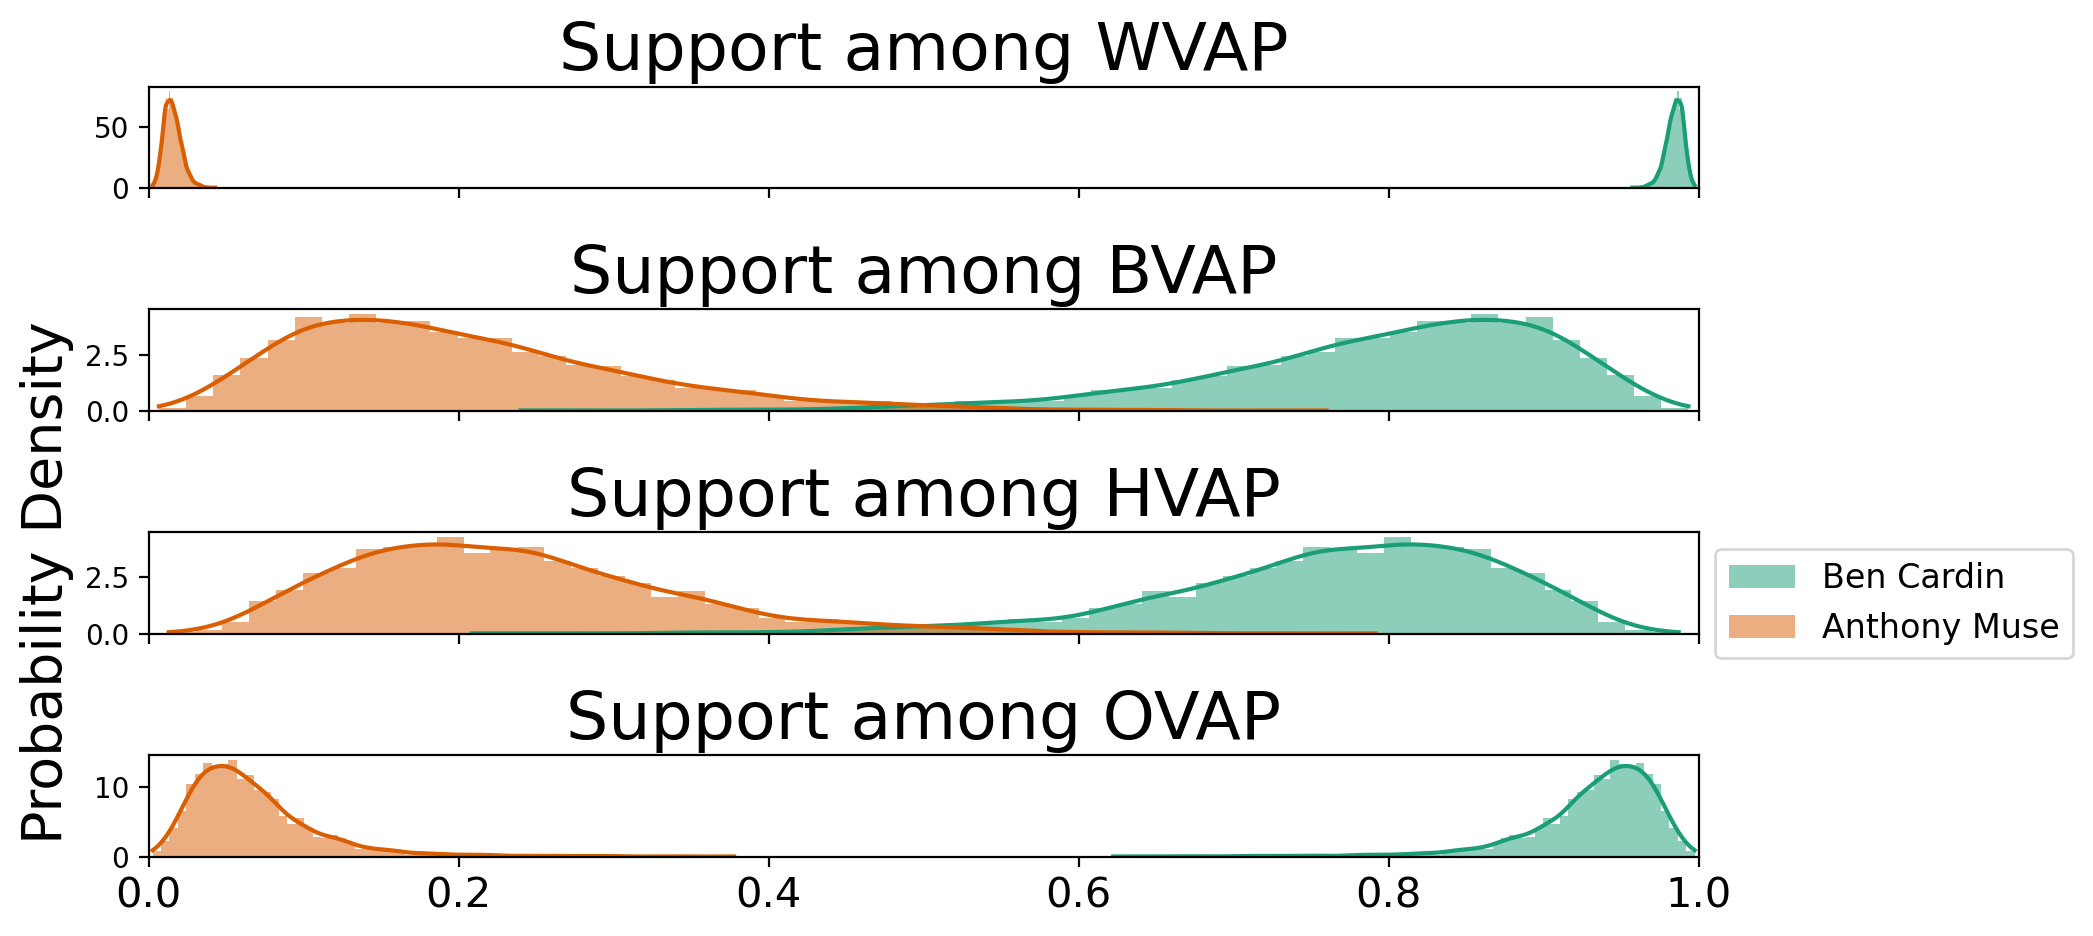 Support among WVAP
50
0
Support among BVAP
2.5
0.0
Support among HVAP
2.5
0.0
Support among OVAP
10
0
0.0 0.2 0.4 0.6 0.8 1.0
Probability Density
Ben Cardin
Anthony Muse